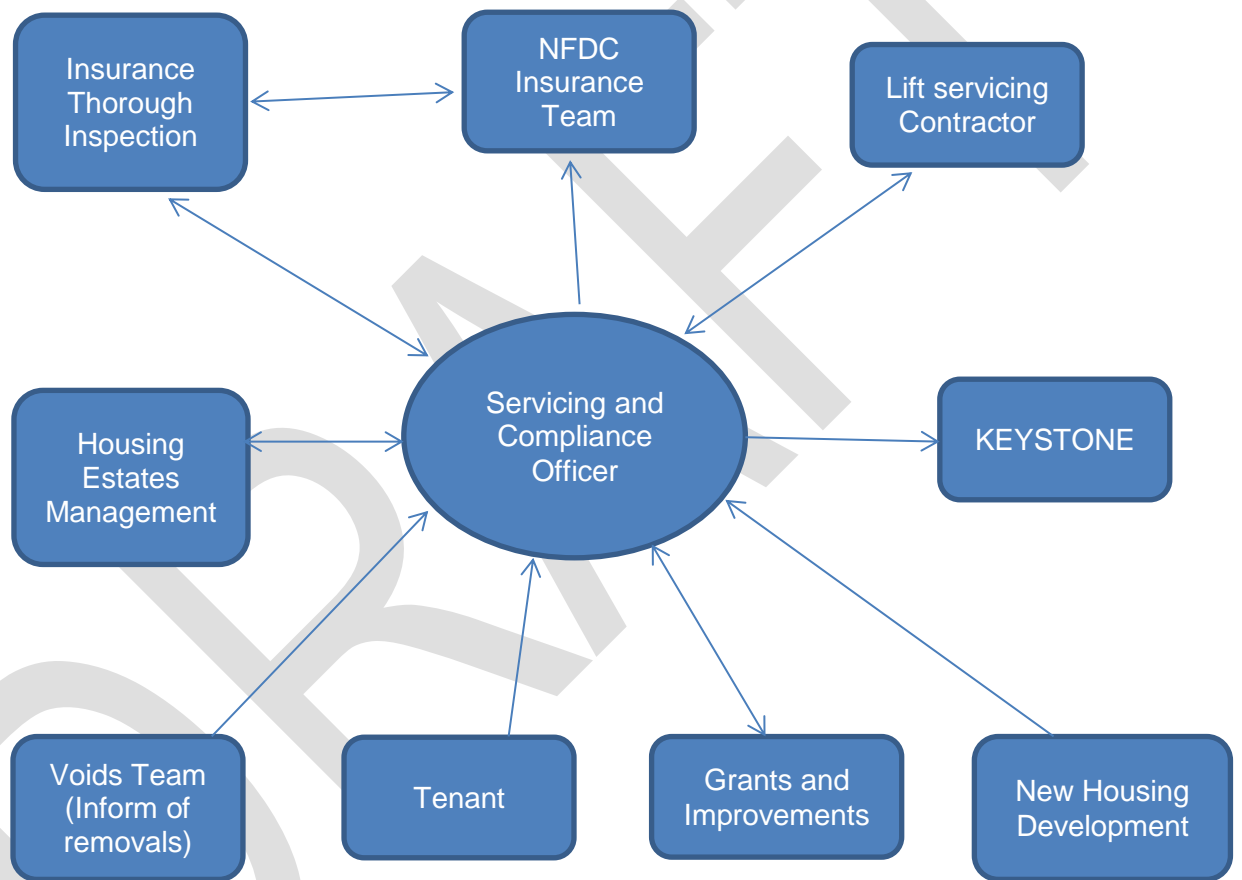 Insurance
Thorough
Inspection
NFDC
Insurance
Team
Lift servicing
Contractor
Servicing and
Compliance
Officer
Housing
Estates
Management
KEYSTONE
Voids Team
(Inform of
removals)
Tenant
Grants and
Improvements
New Housing
Development
DRAFT